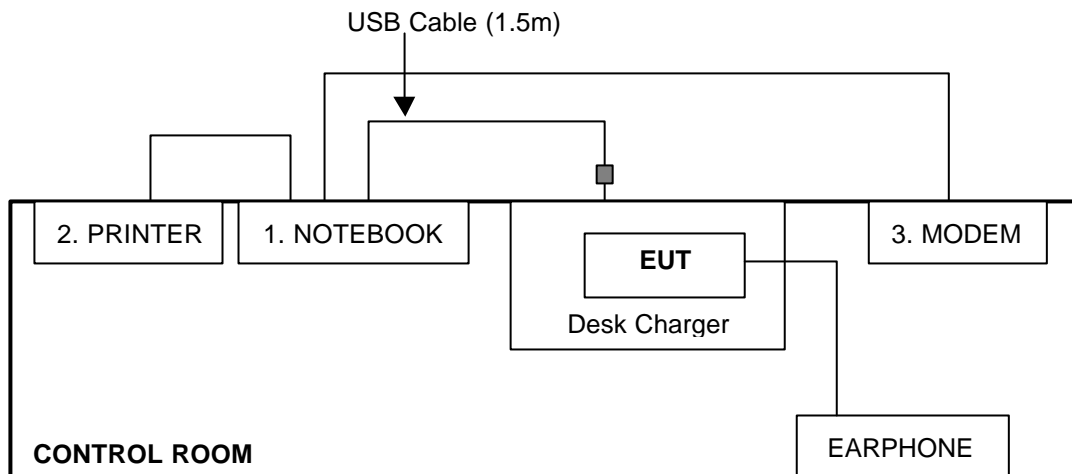 USB Cable (1.5m)
2. PRINTER
1. NOTEBOOK
EUT
3. MODEM
Desk Charger
CONTROL ROOM
EARPHONE